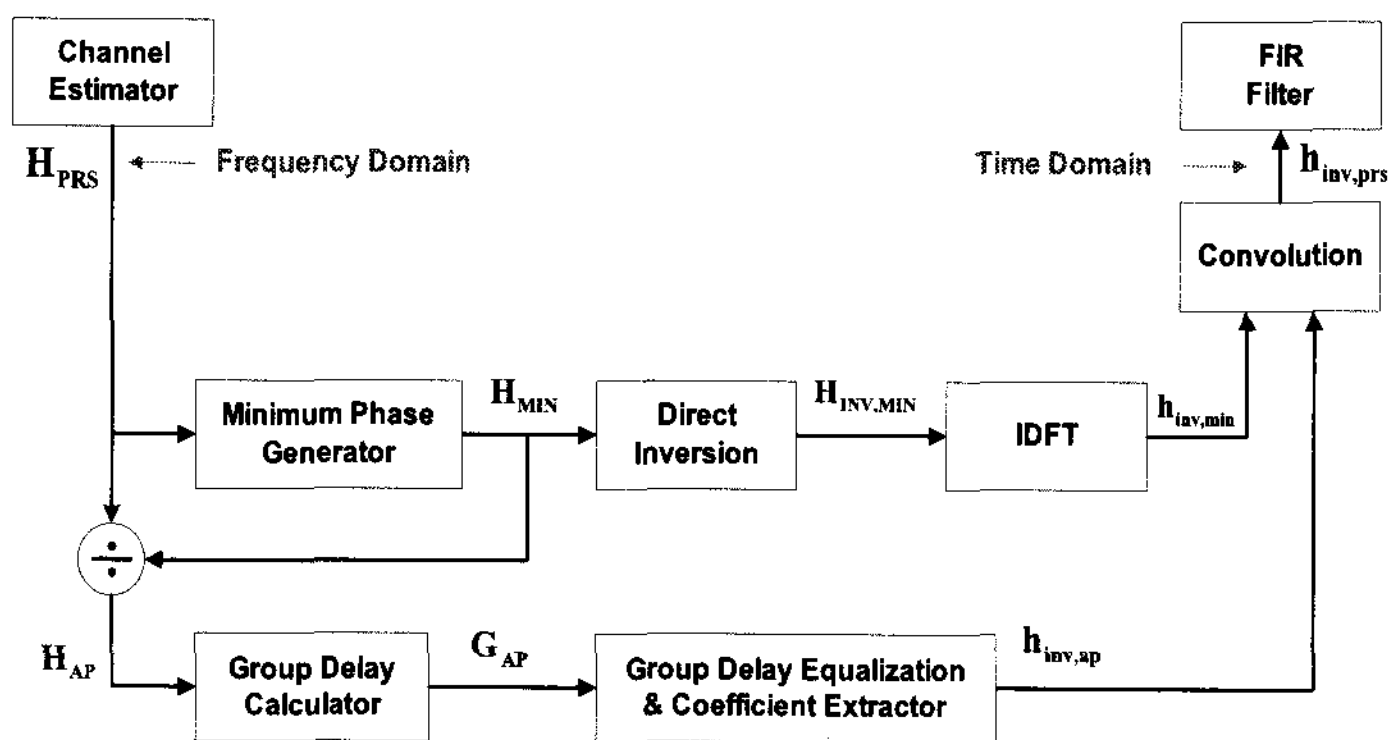 Channel
Estimator
FIR
Filter
H_PRS
Frequency Domain
Time Domain
h_inv,prs
Convolution
Minimum Phase
Generator
H_MIN
Direct
Inversion
H_INV,MIN
IDFT
h_inv,min
÷
H_AP
Group Delay
Calculator
G_AP
Group Delay Equalization
& Coefficient Extractor
h_inv,ap